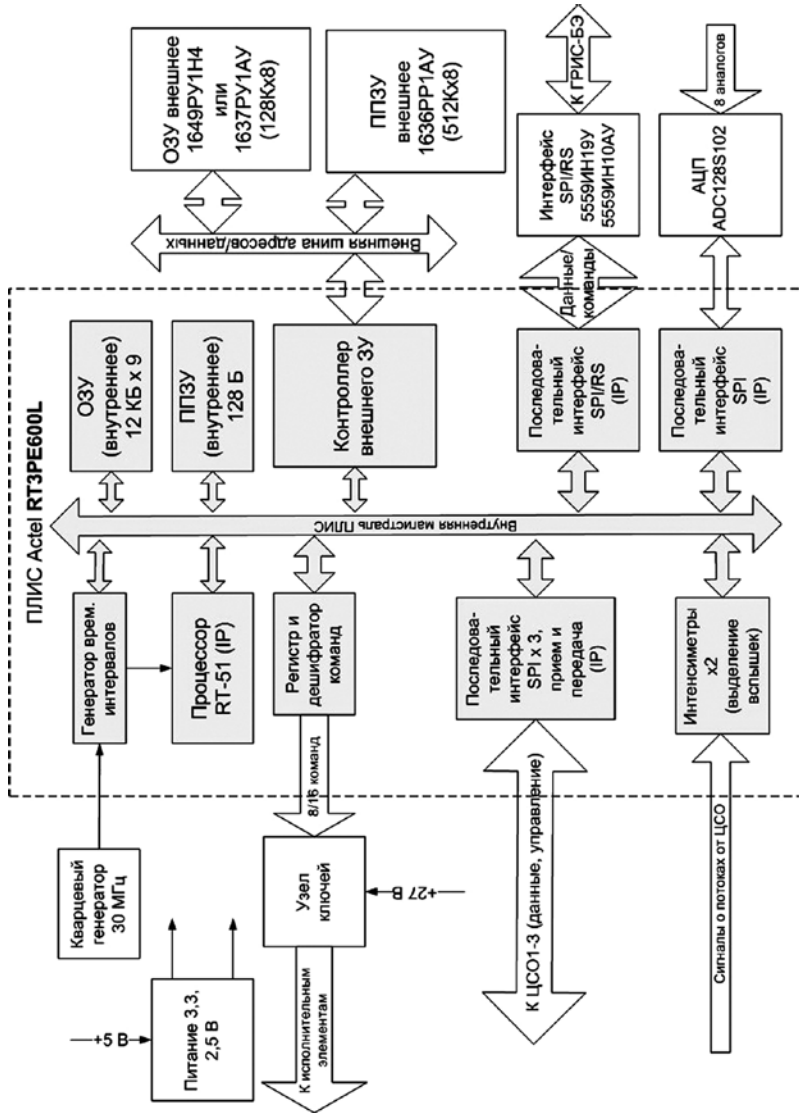 ПЛИС Actel RT3PE600L
+5 В
Питание 3,3,
2,5 В
Кварцевый
генератор
30 МГц
Генератор врем.
интервалов
Процессор
RT-51 (IP)
ОЗУ
(внутреннее)
12 КБ х 9
ППЗУ
(внутреннее)
128 Б
ОЗУ внешнее
1649РУ1Н4
или
1637РУ1АУ
(128Кх8)
К исполнительным
элементам
Узел
ключей
+27 В
8/16 команд
Регистр и
дешифратор
команд
Внутренняя магистраль ПЛИС
Контроллер
внешнего ЗУ
Внешняя шина адресов/данных
ППЗУ
внешнее
1636РР1АУ
(512Кх8)
К ЦСО1-3 (данные, управление)
Последова-
тельный
интерфейс
SPI x 3,
прием и
передача
(IP)
Последова-
тельный
интерфейс
SPI/RS
(IP)
Данные/
команды
Интерфейс
SPI/RS
5559ИН19У
5559ИН10АУ
К ГРИС-БЭ
Сигналы о потоках от ЦСО
Интенсиметры
х2
(выделение
вспышек)
Последова-
тельный
интерфейс
SPI
(IP)
АЦП
ADC128S102
8 аналогов